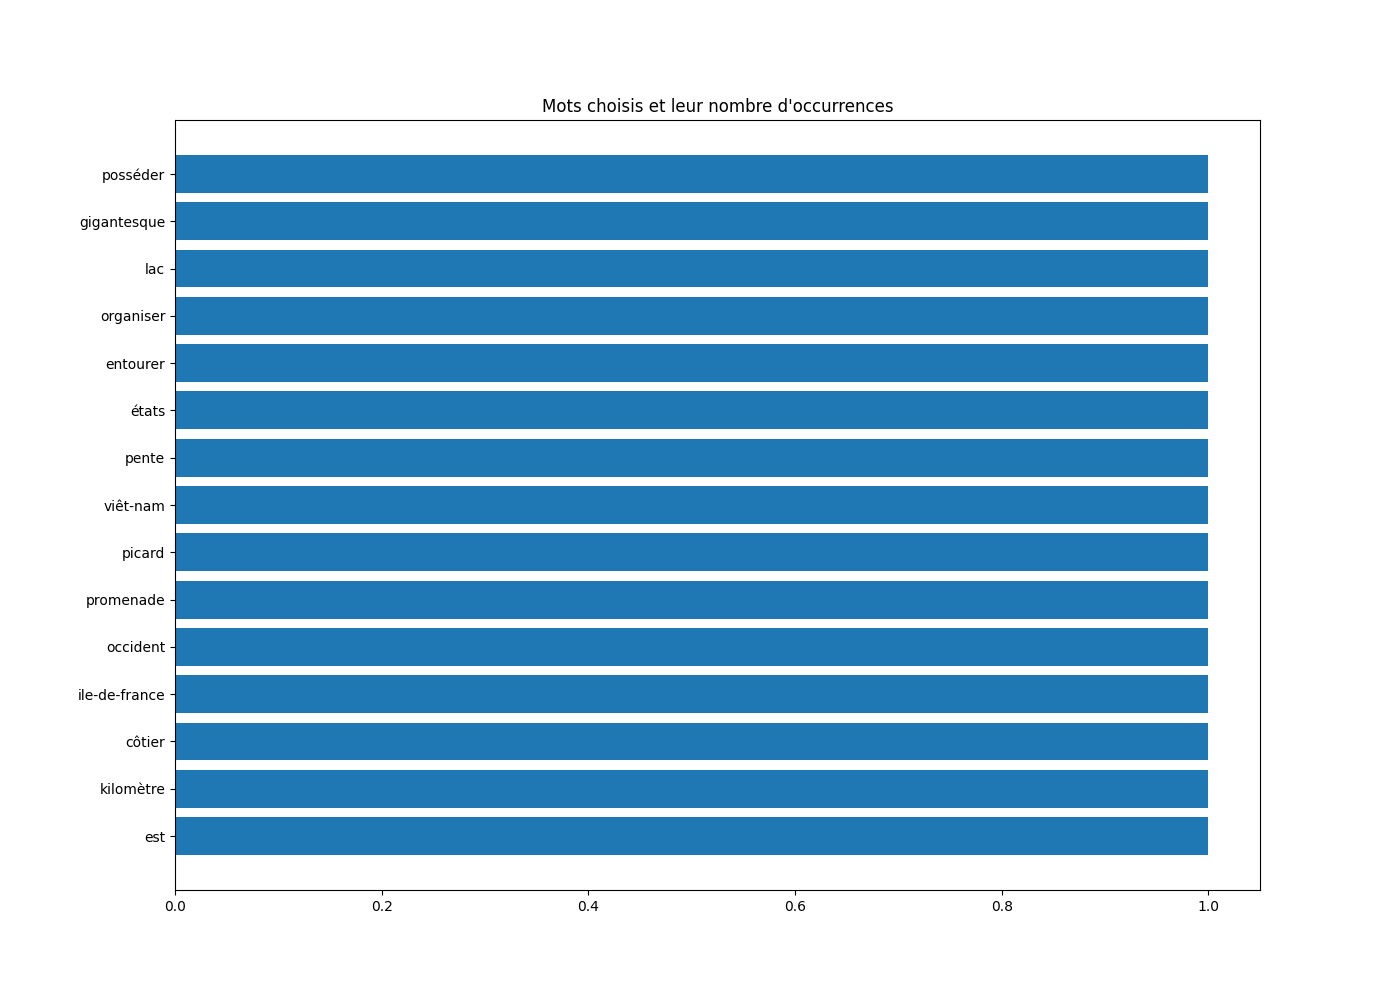 Mots choisis et leur nombre d'occurrences
posséder
gigantesque
lac
organiser
entourer
états
pente
viêt-nam
picard
promenade
occident
ile-de-france
côtier
kilomètre
est
0.0 0.2 0.4 0.6 0.8 1.0